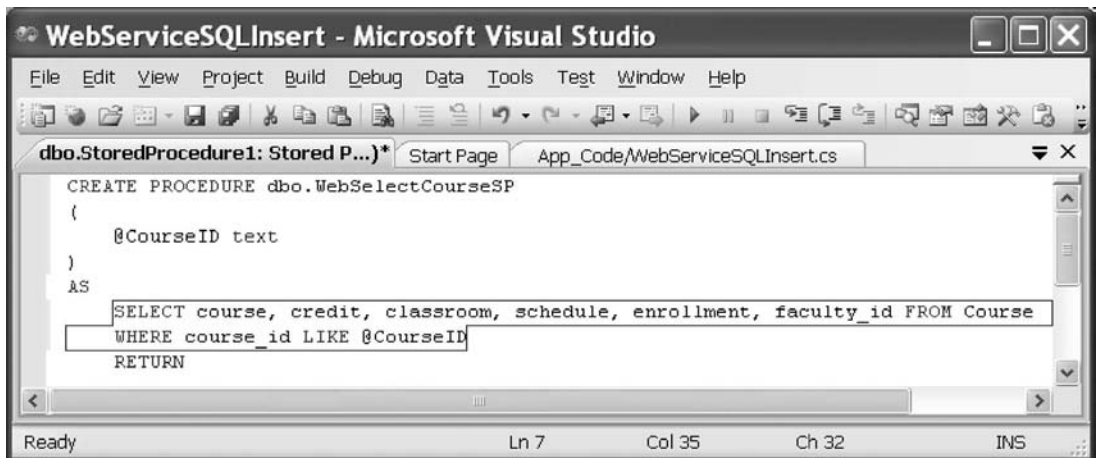 WebServiceSQLInsert - Microsoft Visual Studio
File Edit View Project Build Debug Data Tools Test Window Help
dbo.StoredProcedure1: Stored P...)* Start Page App_Code/WebServiceSQLInsert.cs
CREATE PROCEDURE dbo.WebSelectCourseSP
(
@CourseID text
)
AS
SELECT course, credit, classroom, schedule, enrollment, faculty_id FROM Course
WHERE course_id LIKE @CourseID
RETURN
Ready Ln 7 Col 35 Ch 32 INS